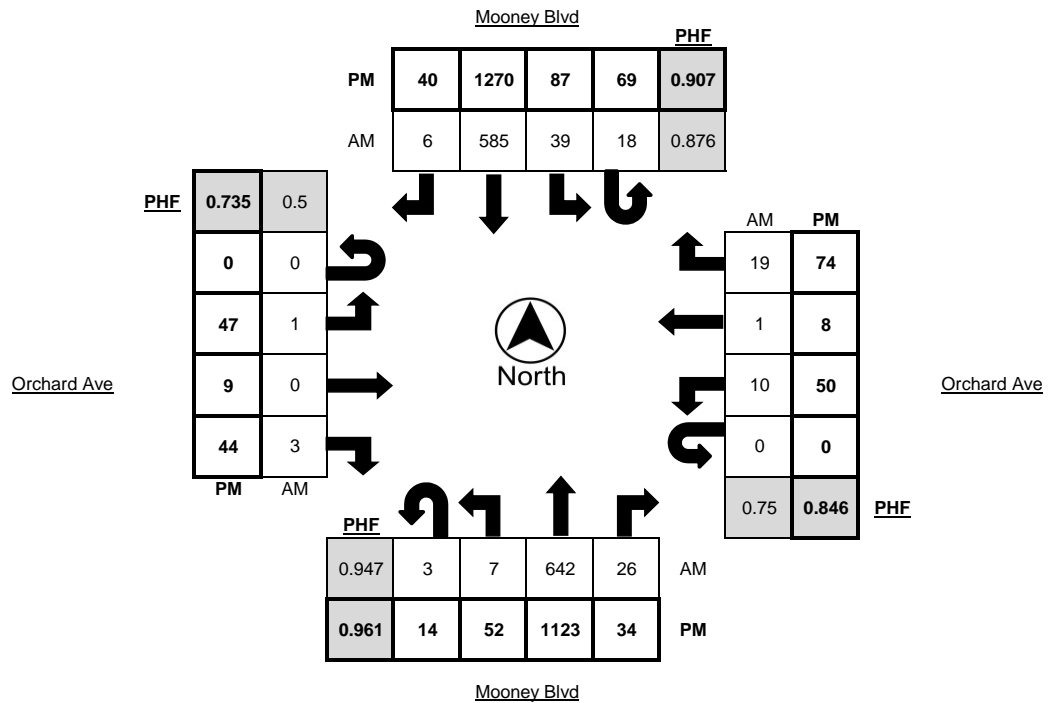 Mooney Blvd
PHF
PM 40 1270 87 69 0.907
AM 6 585 39 18 0.876
PHF 0.735 0.5
AM PM
0 0
19 74
47 1
1 8
North
Orchard Ave
9 0
10 50
Orchard Ave
44 3
0 0
PM AM
0.75 0.846 PHF
PHF
0.947 3 7 642 26 AM
0.961 14 52 1123 34 PM
Mooney Blvd